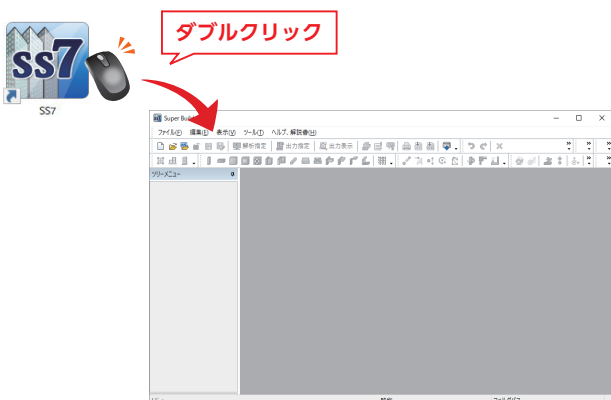 ダブルクリック
SS7
SS7
Super Build
ファイル(F) 編集(E) 表示(V) ツール(T) ヘルプ、解説書(H)
解析指定 出力指定 出力表示
ツリーメニュー